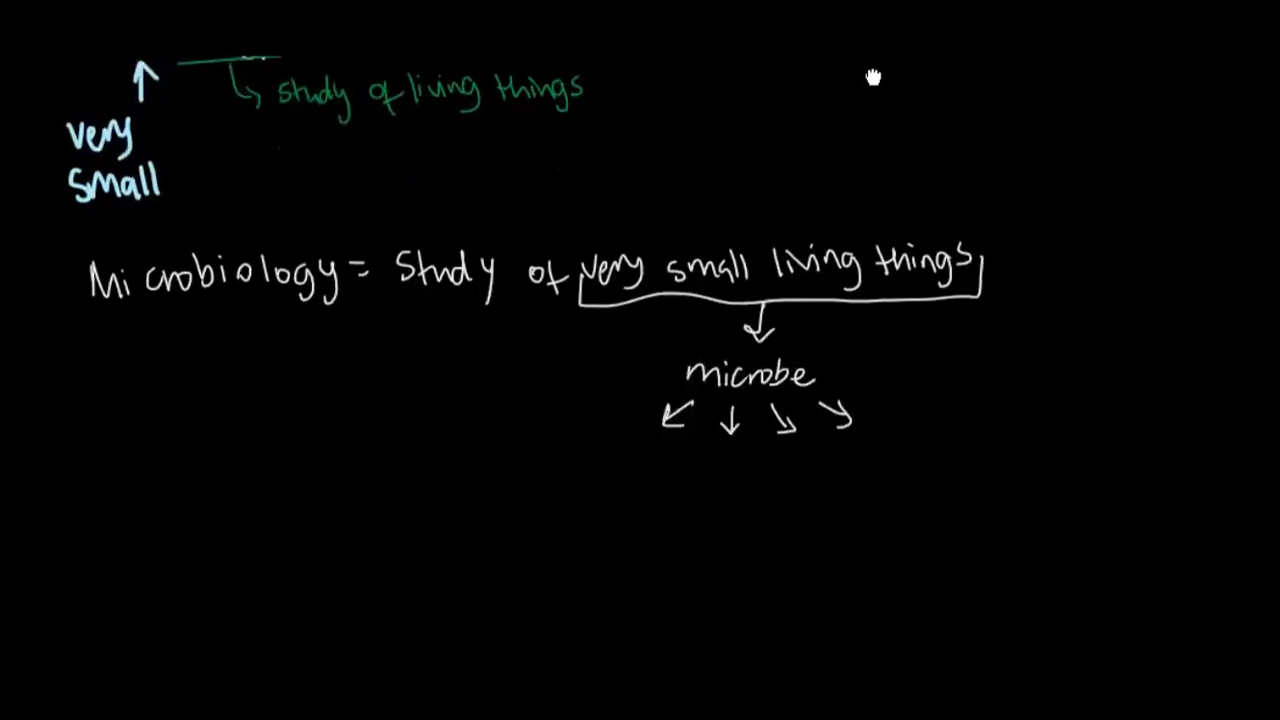 study of living things
very
small
Microbiology = Study of very small living things
microbe